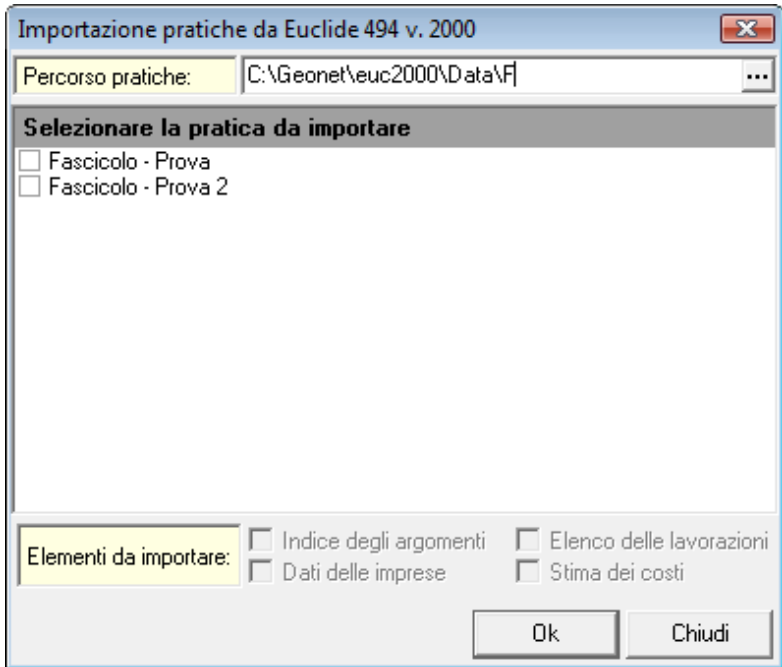 Importazione pratiche da Euclide 494 v. 2000
Percorso pratiche: C:\Geonet\euc2000\Data\F
...
Selezionare la pratica da importare
Fascicolo - Prova
Fascicolo - Prova 2
Elementi da importare:
Indice degli argomenti
Elenco delle lavorazioni
Dati delle imprese
Stima dei costi
Ok
Chiudi